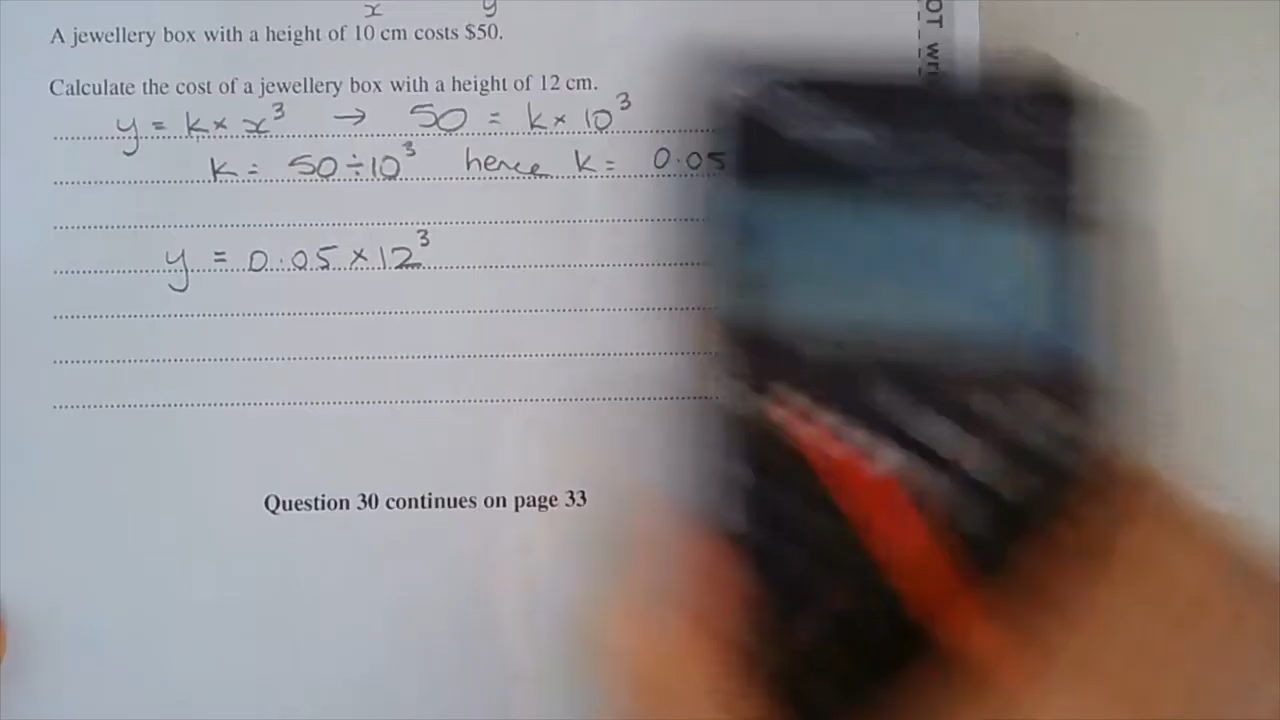 x y
A jewellery box with a height of 10 cm costs $50.
Calculate the cost of a jewellery box with a height of 12 cm.
y = k × x³ → 50 = k × 10³
k = 50 ÷ 10³ hence k = 0.05
y = 0.05 × 12³
Question 30 continues on page 33